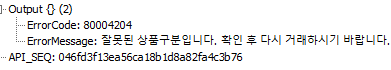 Output {} (2)
ErrorCode: 80004204
ErrorMessage: 잘못된 상품구분입니다. 확인 후 다시 거래하시기 바랍니다.
API_SEQ: 046fd3f13ea56ca18b1d8a82fa4c3b76